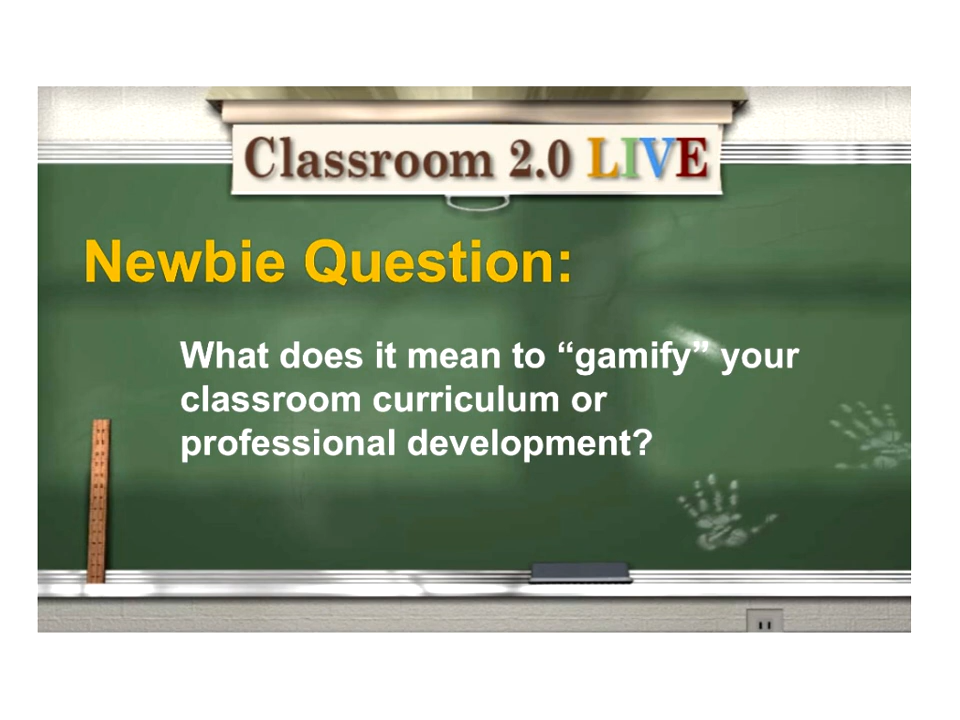 Classroom 2.0 LIVE
Newbie Question:
What does it mean to “gamify” your
classroom curriculum or
professional development?